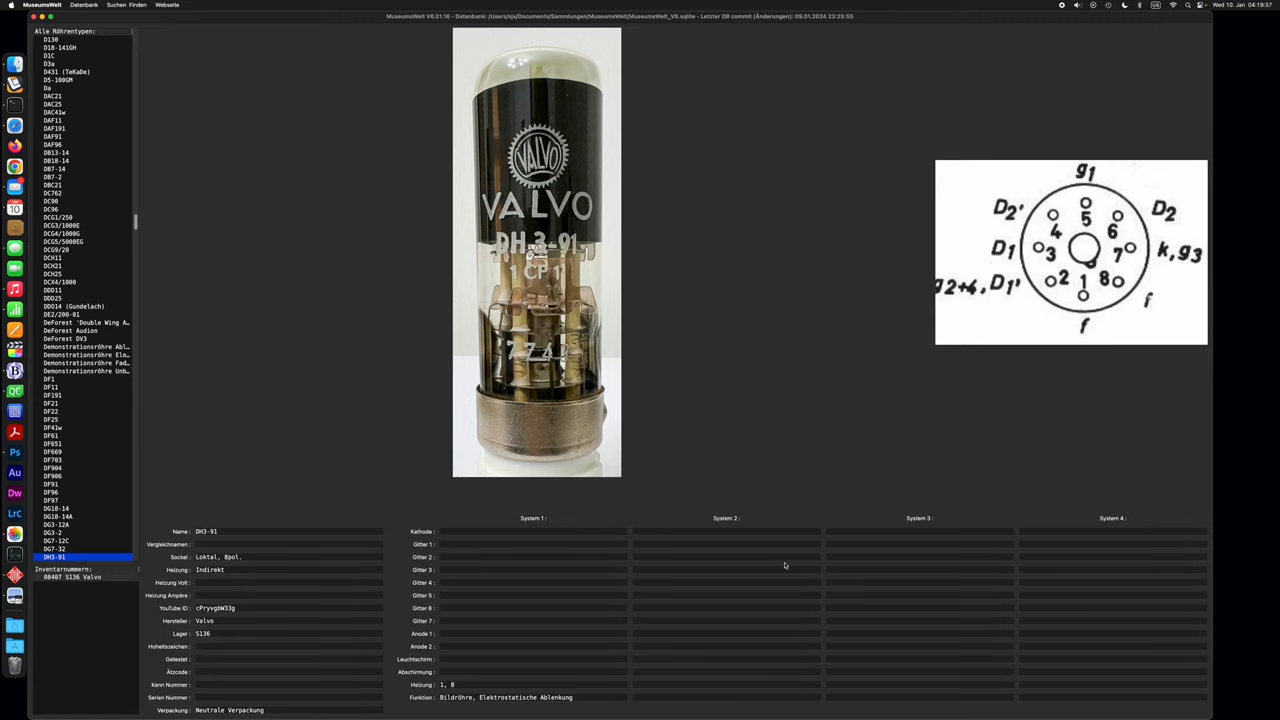 MuseumsWelt Datenbank Suchen Finden Webseite
Wed 10. Jan. 04:19:37
MuseumsWelt V6.01.16 - Datenbank: /Users/sjs/Documents/Sammlungen/MuseumsWelt/MuseumsWelt_V6.sqlite - Letzter DB commit (Änderungen): 09.01.2024 23:25:55
Alle Röhrentypen:
D130
D18-141GH
D1C
D3a
D431 (TeKaDe)
D5-100GM
Da
DAC21
DAC25
DAC41w
DAF11
DAF191
DAF91
DAF96
DB13-14
DB18-14
DB7-14
DB7-2
DBC21
DC762
DC90
DC96
DCG1/250
DCG3/1000E
DCG4/1000G
DCG5/5000EG
DCG9/20
DCH11
DCH21
DCH25
DCX4/1000
DDD11
DDD25
DDO14 (Gundelach)
DE2/200-01
DeForest 'Double Wing A…
DeForest Audion
DeForest DV3
Demonstrationsröhre Abl…
Demonstrationsröhre Ele…
Demonstrationsröhre Fad…
Demonstrationsröhre Unb…
DF1
DF11
DF191
DF21
DF22
DF25
DF41w
DF61
DF651
DF669
DF703
DF904
DF906
DF91
DF96
DF97
DG18-14
DG18-14A
DG3-12A
DG3-2
DG7-12C
DG7-32
DH3-91
Inventarnummern:
08407 S136 Valvo
VALVO
VALVO
DH 3-91
1 CP 1
7742
g1
D2'
D2
4
5
6
D1
3
7
k,g3
g2+4,D1'
2
1
8
f
f
System 1 :
System 2 :
System 3 :
System 4 :
Name : DH3-91
Vergleichnamen :
Sockel : Loktal, 8pol.
Heizung : Indirekt
Heizung Volt :
Heizung Ampère :
YouTube ID : cPryvgbW33g
Hersteller : Valvo
Lager : S136
Hoheitszeichen :
Getestet :
Ätzcode :
Kenn Nummer :
Serien Nummer :
Verpackung : Neutrale Verpackung
Kathode :
Gitter 1 :
Gitter 2 :
Gitter 3 :
Gitter 4 :
Gitter 5 :
Gitter 6 :
Gitter 7 :
Anode 1 :
Anode 2 :
Leuchtschirm :
Abschirmung :
Heizung : 1, 8
Funktion : Bildröhre, Elektrostatische Ablenkung